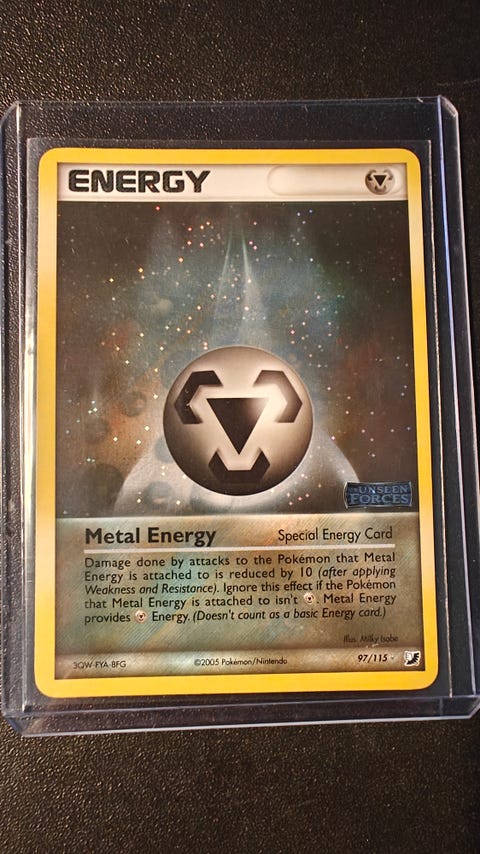 ENERGY
UNSEEN
FORCES
Metal Energy Special Energy Card
Damage done by attacks to the Pokémon that Metal
Energy is attached to is reduced by 10 (after applying
Weakness and Resistance). Ignore this effect if the Pokémon
that Metal Energy is attached to isn't . Metal Energy
provides Energy. (Doesn't count as a basic Energy card.)
Illus. Milky Isobe
3QW-FYA-8FG ©2005 Pokémon/Nintendo 97/115